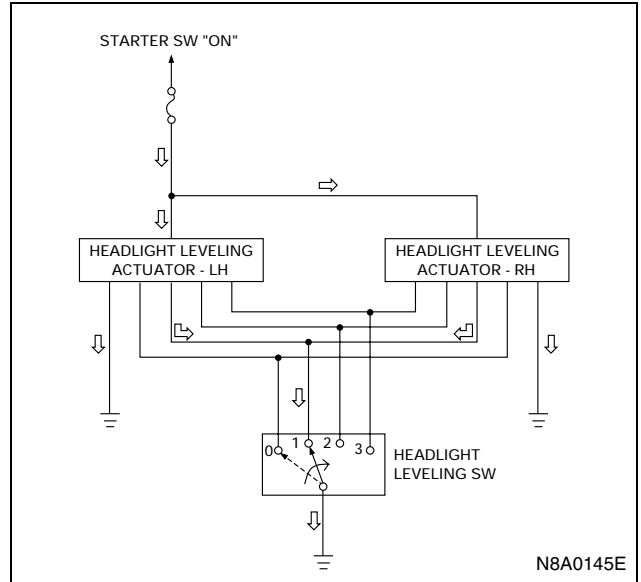 STARTER SW "ON"
HEADLIGHT LEVELING
ACTUATOR - LH
HEADLIGHT LEVELING
ACTUATOR - RH
0 1 2 3
HEADLIGHT
LEVELING SW
N8A0145E